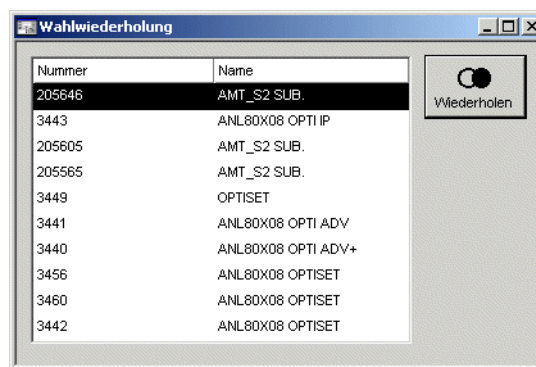 Wahlwiederholung
Nummer Name
205646 AMT_S2 SUB.
3443 ANL80X08 OPTI IP
205605 AMT_S2 SUB.
205565 AMT_S2 SUB.
3449 OPTISET
3441 ANL80X08 OPTI ADV
3440 ANL80X08 OPTI ADV+
3456 ANL80X08 OPTISET
3460 ANL80X08 OPTISET
3442 ANL80X08 OPTISET
Wiederholen